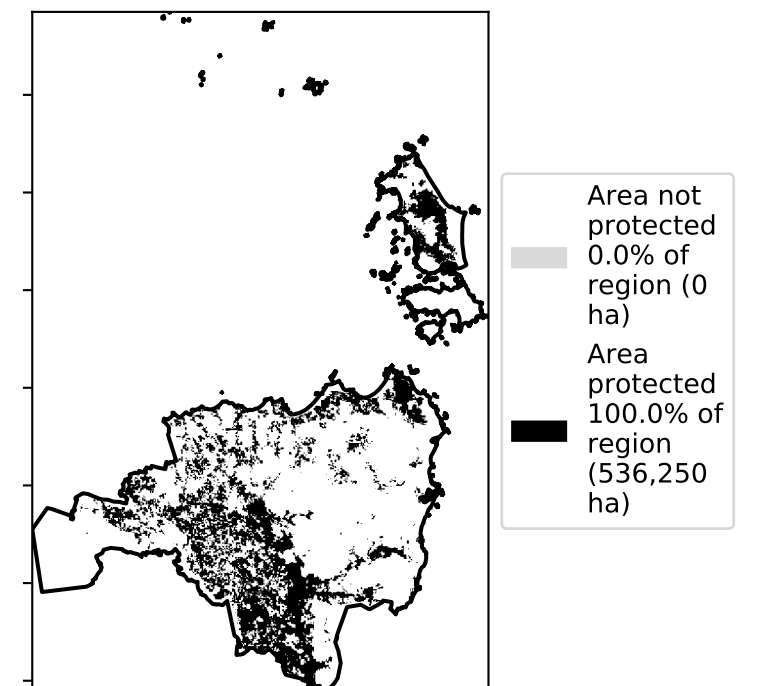 Area not
protected
0.0% of
region (0
ha)
Area
protected
100.0% of
region
(536,250
ha)